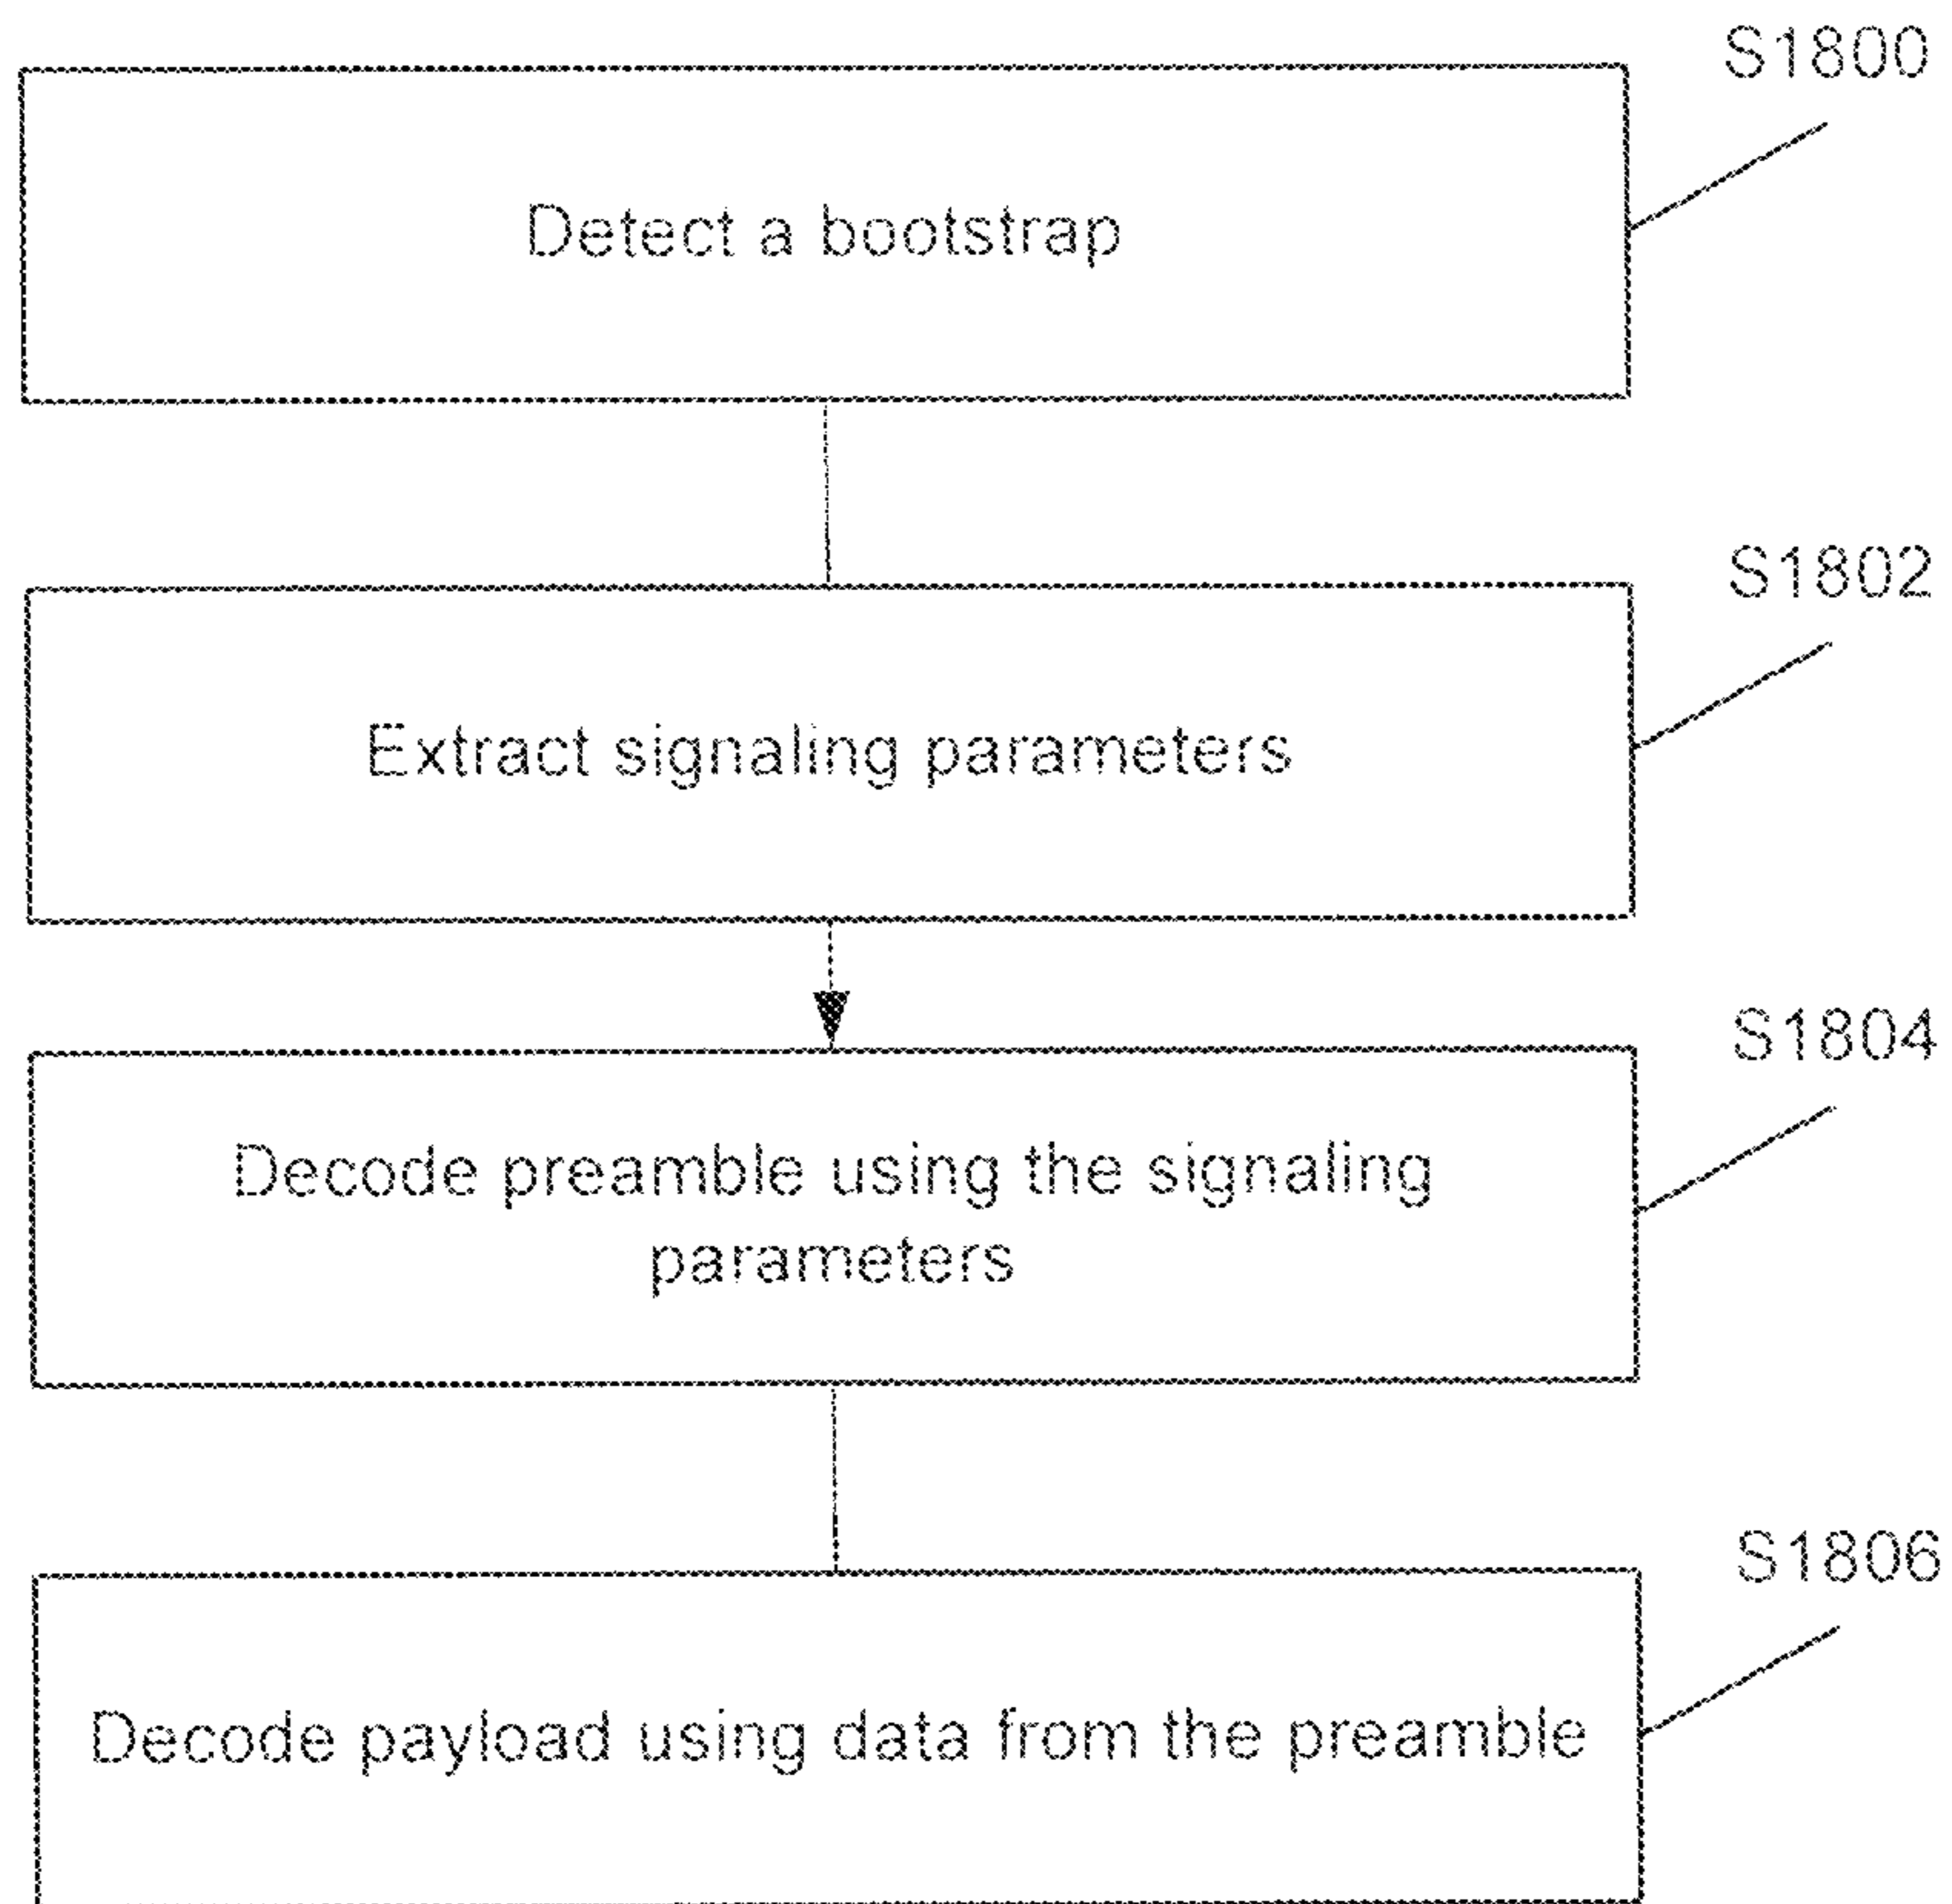 S1800
Detect a bootstrap
S1802
Extract signaling parameters
S1804
Decode preamble using the signaling
parameters
S1806
Decode payload using data from the preamble